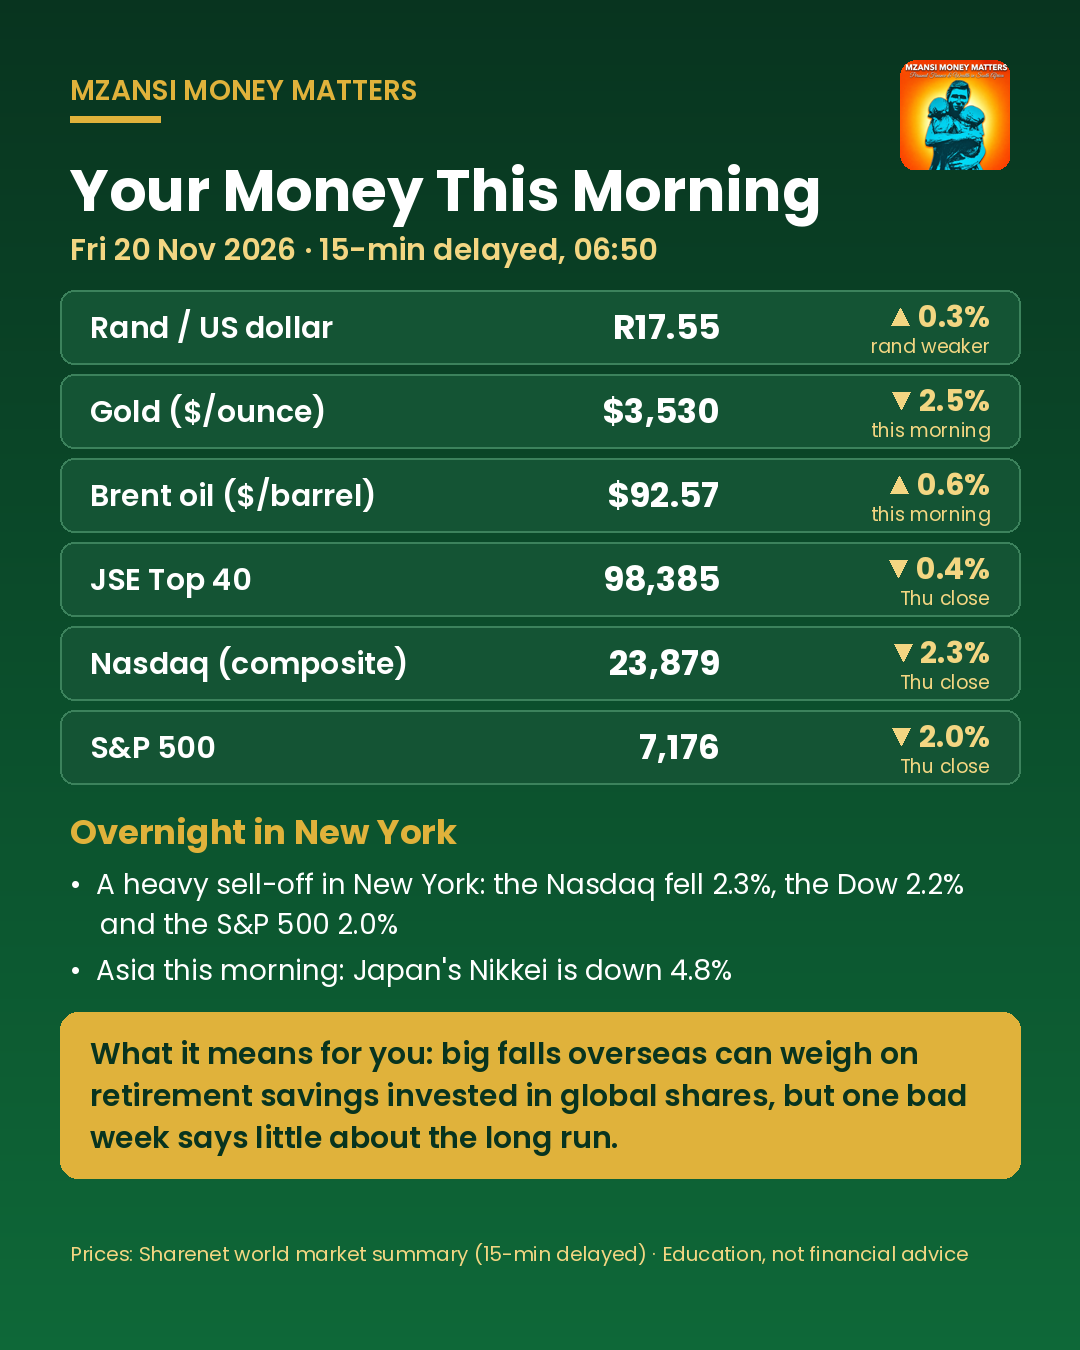 MZANSI MONEY MATTERS
MZANSI MONEY MATTERS
Your Money This Morning
Fri 20 Nov 2026 · 15-min delayed, 06:50
Rand / US dollar R17.55 ▲ 0.3%
rand weaker
Gold ($/ounce) $3,530 ▼ 2.5%
this morning
Brent oil ($/barrel) $92.57 ▲ 0.6%
this morning
JSE Top 40 98,385 ▼ 0.4%
Thu close
Nasdaq (composite) 23,879 ▼ 2.3%
Thu close
S&P 500 7,176 ▼ 2.0%
Thu close
Overnight in New York
• A heavy sell-off in New York: the Nasdaq fell 2.3%, the Dow 2.2%
and the S&P 500 2.0%
• Asia this morning: Japan's Nikkei is down 4.8%
What it means for you: big falls overseas can weigh on
retirement savings invested in global shares, but one bad
week says little about the long run.
Prices: Sharenet world market summary (15-min delayed) · Education, not financial advice